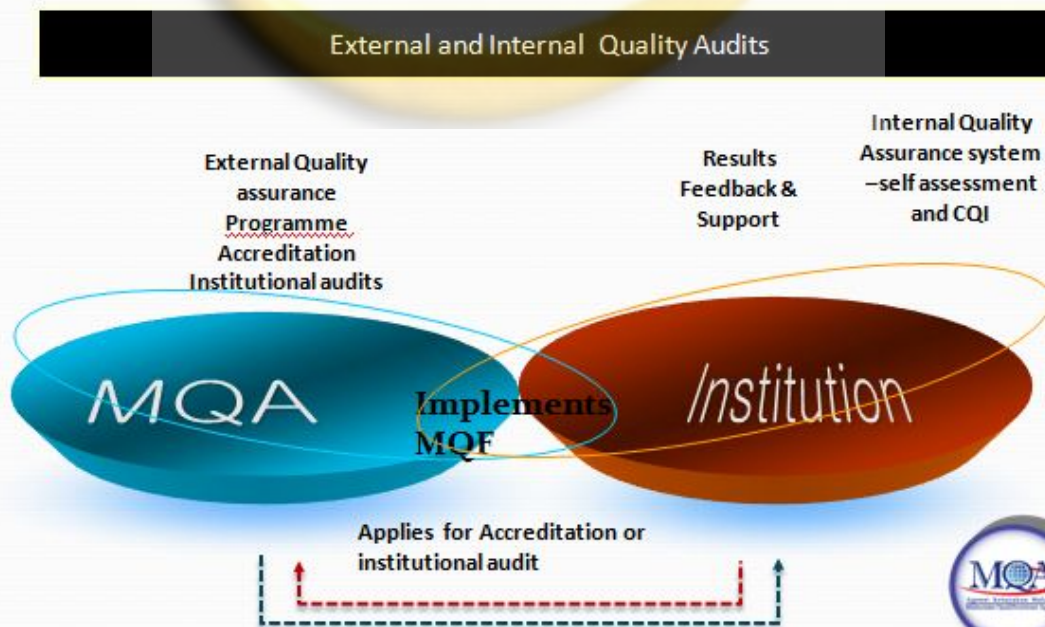 External and Internal Quality Audits
External Quality
assurance
Programme
Accreditation
Institutional audits
Results
Feedback &
Support
Internal Quality
Assurance system
–self assessment
and CQI
MQA
Implements
MQF
Institution
Applies for Accreditation or
institutional audit
MQA